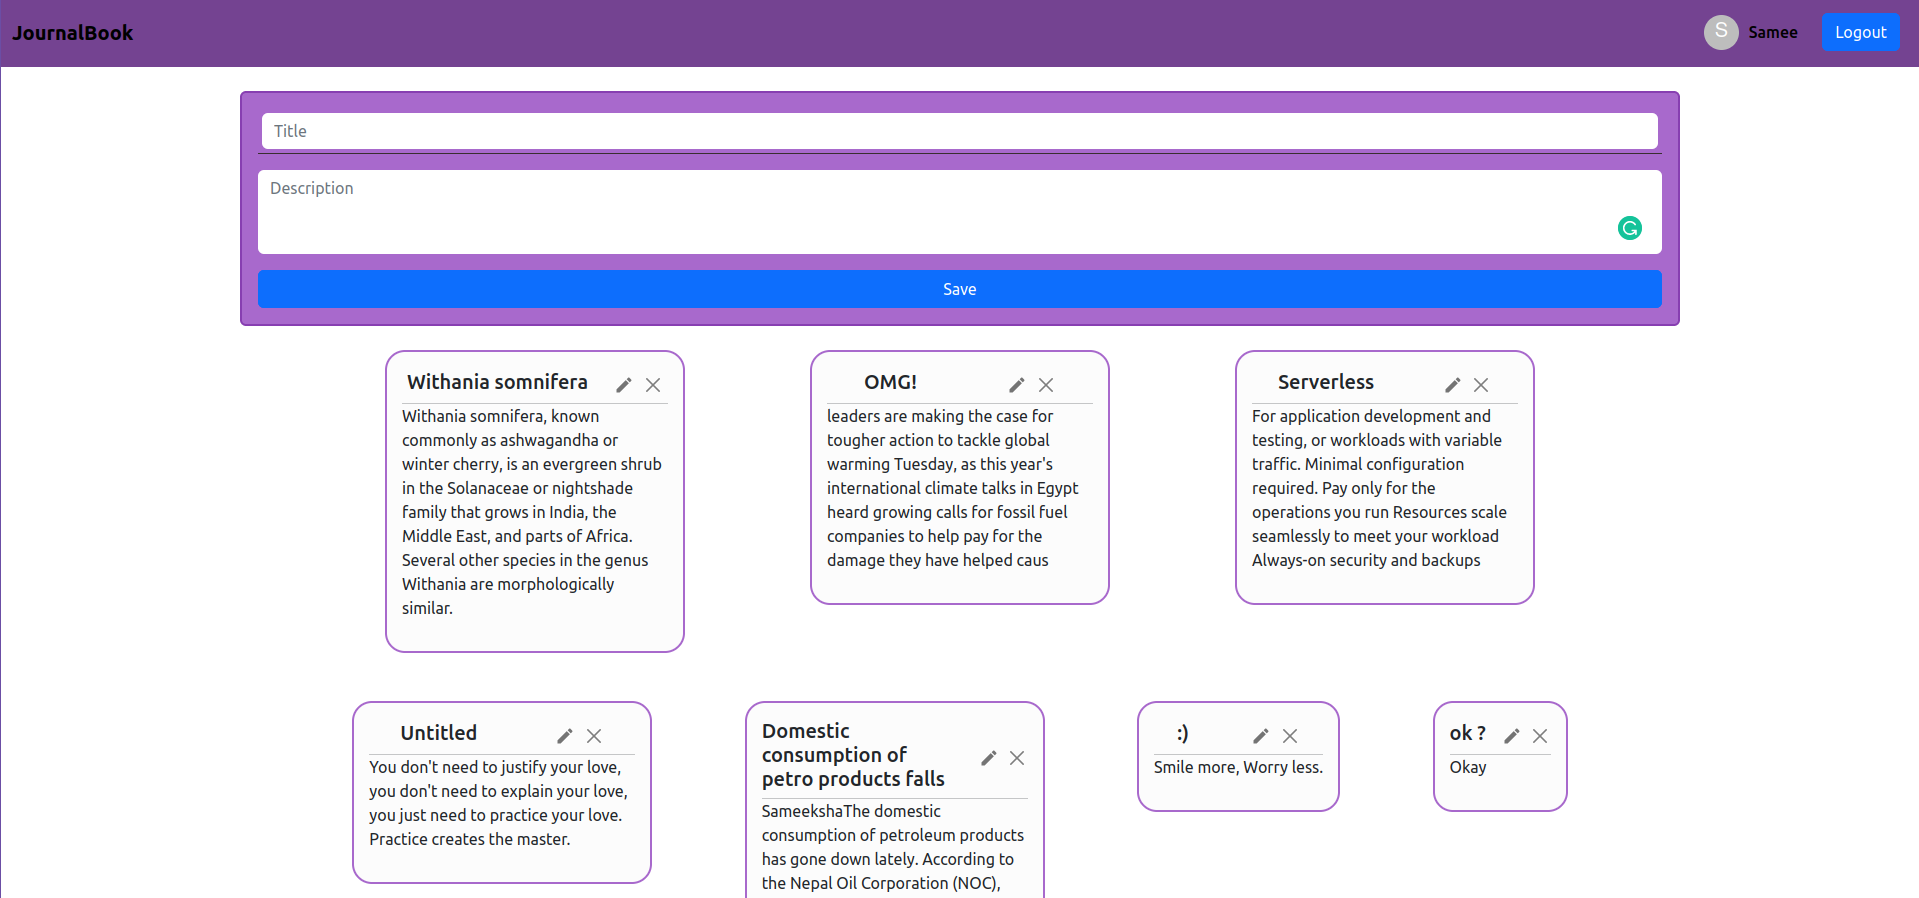 JournalBook
S Samee Logout
Title
Description
Save
Withania somnifera
Withania somnifera, known
commonly as ashwagandha or
winter cherry, is an evergreen shrub
in the Solanaceae or nightshade
family that grows in India, the
Middle East, and parts of Africa.
Several other species in the genus
Withania are morphologically
similar.
OMG!
leaders are making the case for
tougher action to tackle global
warming Tuesday, as this year's
international climate talks in Egypt
heard growing calls for fossil fuel
companies to help pay for the
damage they have helped caus
Serverless
For application development and
testing, or workloads with variable
traffic. Minimal configuration
required. Pay only for the
operations you run Resources scale
seamlessly to meet your workload
Always-on security and backups
Untitled
You don't need to justify your love,
you don't need to explain your love,
you just need to practice your love.
Practice creates the master.
Domestic
consumption of
petro products falls
SameekshaThe domestic
consumption of petroleum products
has gone down lately. According to
the Nepal Oil Corporation (NOC),
:)
Smile more, Worry less.
ok ?
Okay